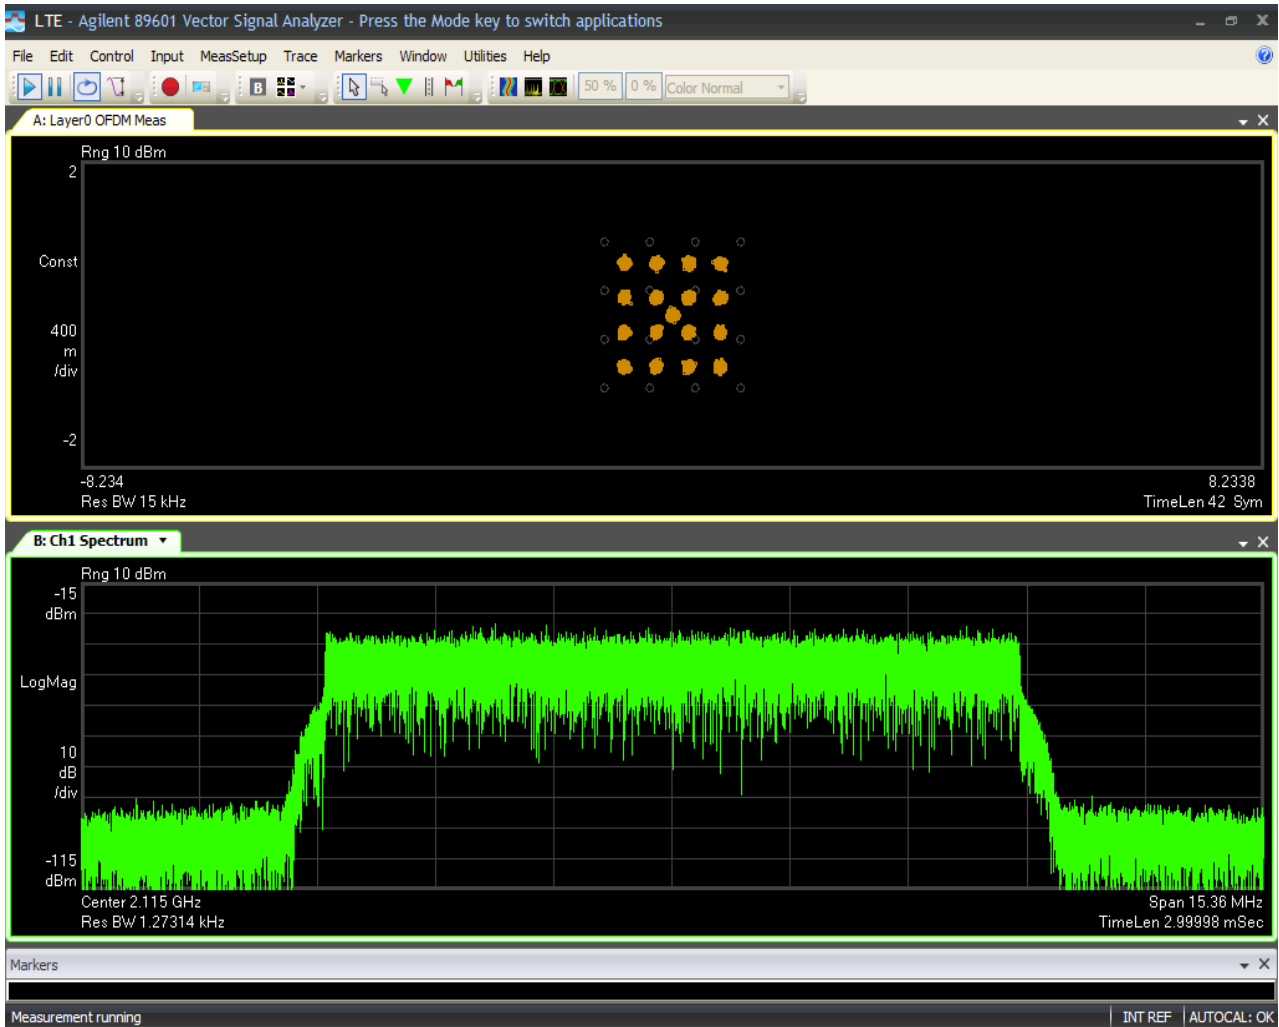 LTE - Agilent 89601 Vector Signal Analyzer - Press the Mode key to switch applications
File Edit Control Input MeasSetup Trace Markers Window Utilities Help
B 50 % 0 % Color Normal
A: Layer0 OFDM Meas
Rng 10 dBm
2
Const
400
m
/div
-2
-8.234 8.2338
Res BW 15 kHz TimeLen 42 Sym
B: Ch1 Spectrum
Rng 10 dBm
-15
dBm
LogMag
10
dB
/div
-115
dBm
Center 2.115 GHz Span 15.36 MHz
Res BW 1.27314 kHz TimeLen 2.99998 mSec
Markers
Measurement running INT REF AUTOCAL: OK